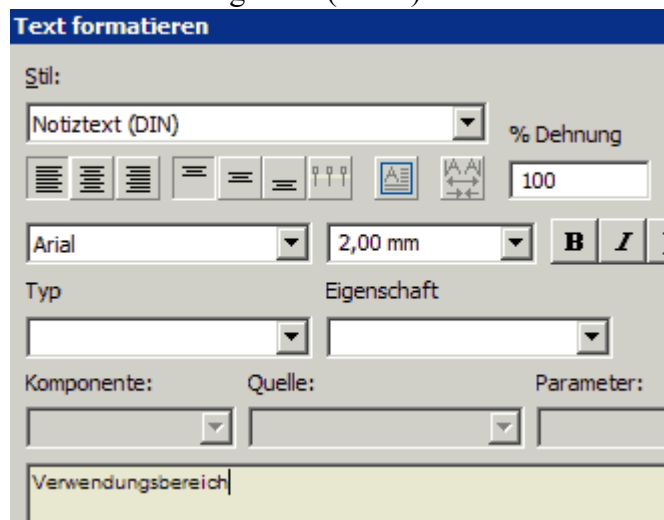 Text formatieren
Stil:
Notiztext (DIN)
% Dehnung
100
Arial
2,00 mm
B I
Typ
Eigenschaft
Komponente:
Quelle:
Parameter:
Verwendungsbereich